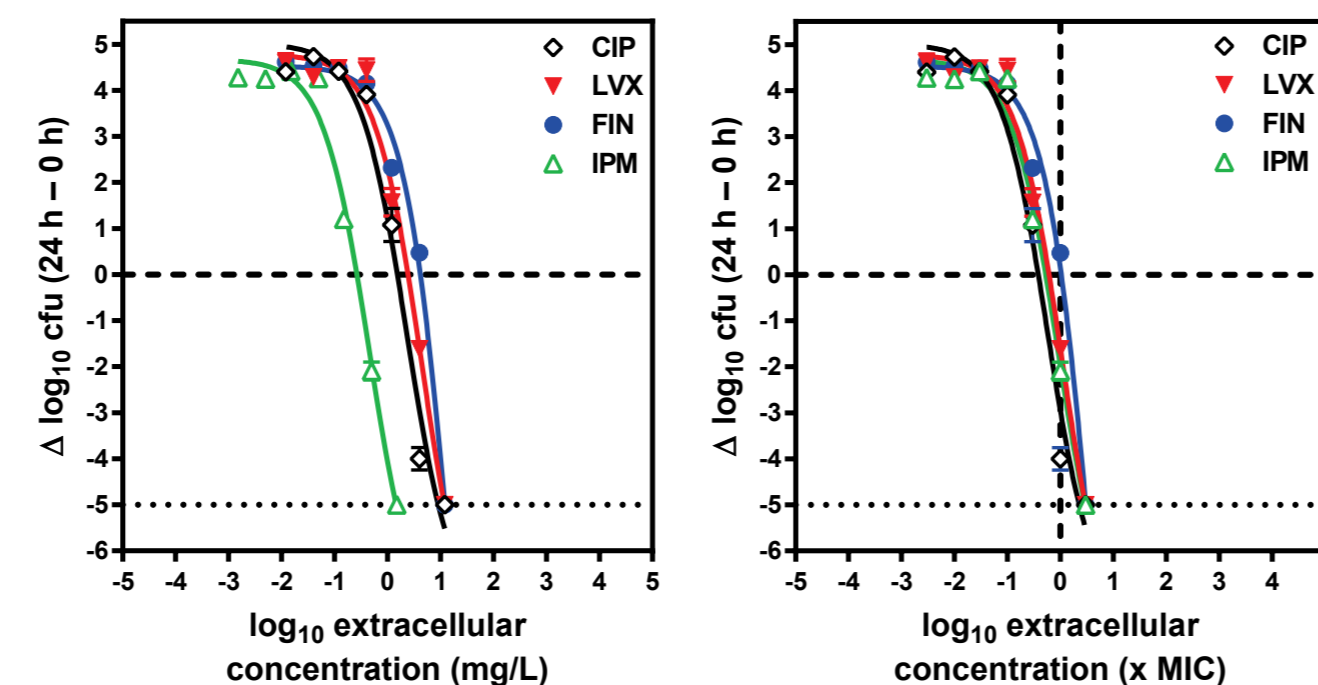 5
4
3
2
1
0
-1
-2
-3
-4
-5
-6
Δ log10 cfu (24 h – 0 h)
CIP
LVX
FIN
IPM
-5 -4 -3 -2 -1 0 1 2 3 4 5
log10 extracellular
concentration (mg/L)
5
4
3
2
1
0
-1
-2
-3
-4
-5
-6
Δ log10 cfu (24 h – 0 h)
CIP
LVX
FIN
IPM
-5 -4 -3 -2 -1 0 1 2 3 4
log10 extracellular
concentration (x MIC)